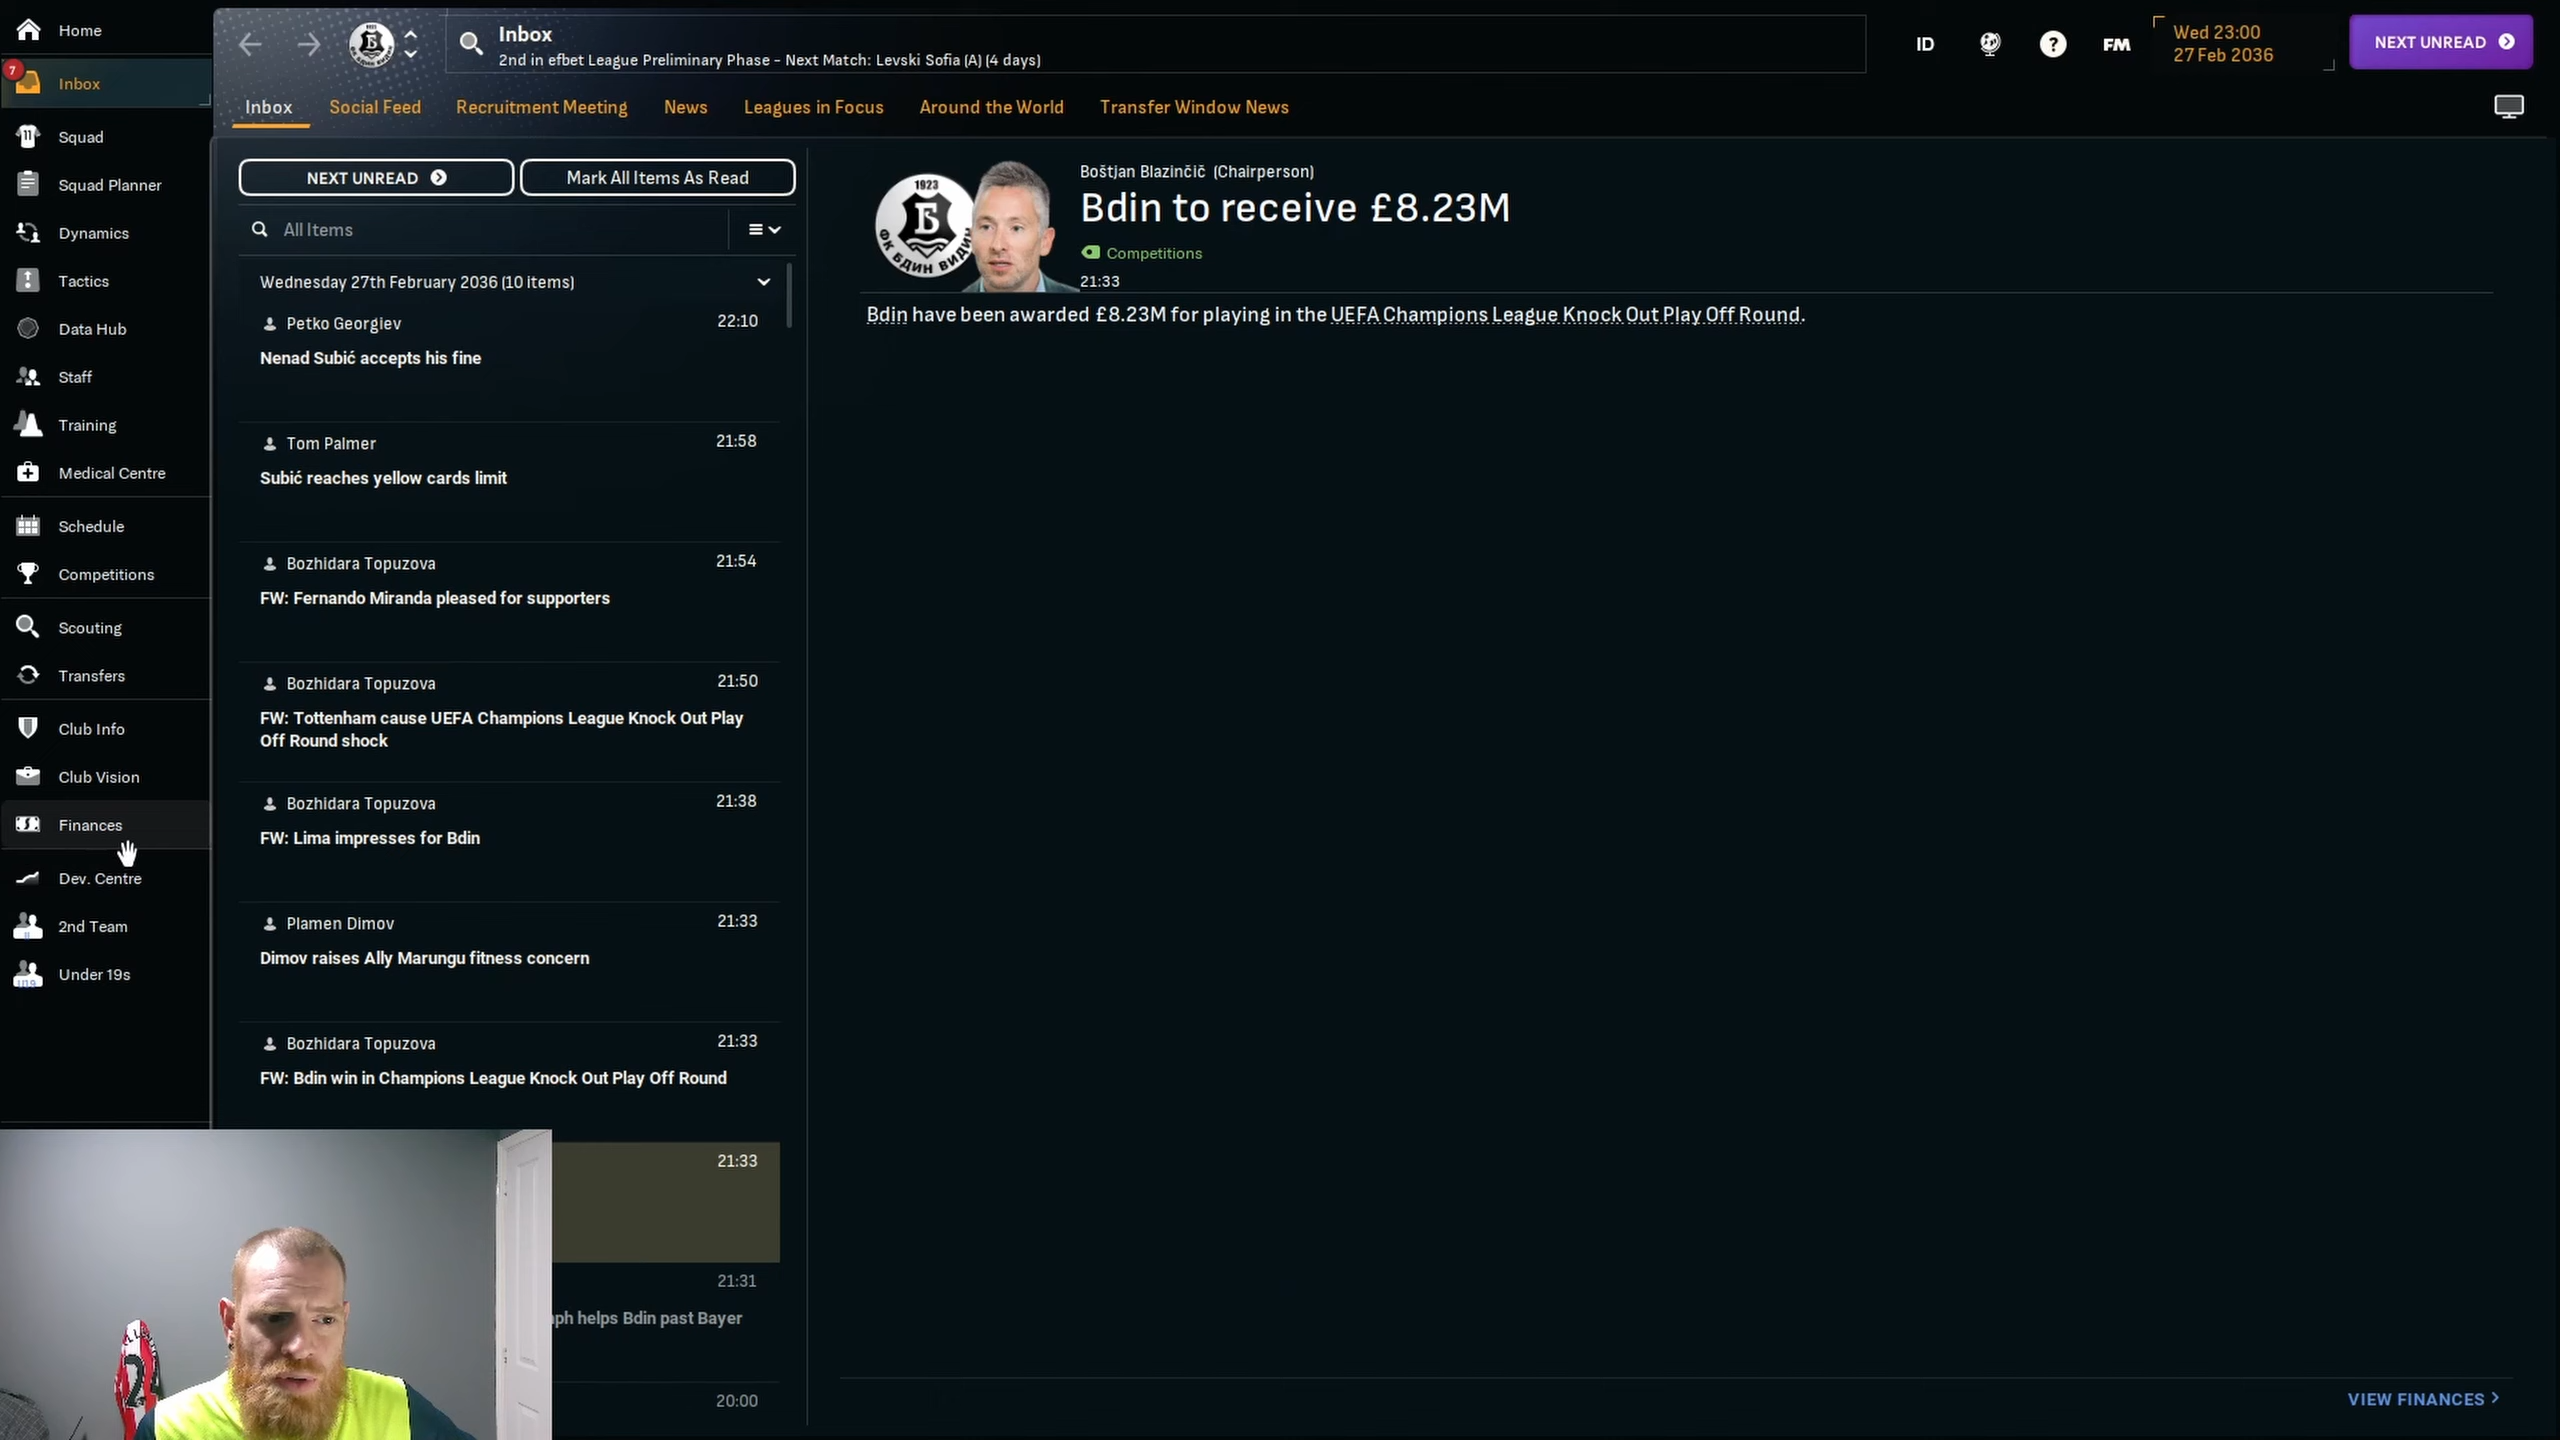 Home
7
Inbox
Squad
Squad Planner
Dynamics
Tactics
Data Hub
Staff
Training
Medical Centre
Schedule
Competitions
Scouting
Transfers
Club Info
Club Vision
Finances
Dev. Centre
2nd Team
Under 19s
Inbox
2nd in efbet League Preliminary Phase - Next Match: Levski Sofia (A) (4 days)
ID
?
FM
Wed 23:00
27 Feb 2036
NEXT UNREAD
Inbox
Social Feed
Recruitment Meeting
News
Leagues in Focus
Around the World
Transfer Window News
NEXT UNREAD
Mark All Items As Read
All Items
Wednesday 27th February 2036 (10 items)
Petko Georgiev 22:10
Nenad Subić accepts his fine
Tom Palmer 21:58
Subić reaches yellow cards limit
Bozhidara Topuzova 21:54
FW: Fernando Miranda pleased for supporters
Bozhidara Topuzova 21:50
FW: Tottenham cause UEFA Champions League Knock Out Play
Off Round shock
Bozhidara Topuzova 21:38
FW: Lima impresses for Bdin
Plamen Dimov 21:33
Dimov raises Ally Marungu fitness concern
Bozhidara Topuzova 21:33
FW: Bdin win in Champions League Knock Out Play Off Round
21:33
21:31
helps Bdin past Bayer
20:00
1923
Б
ФК БДИН ВИДИН
Boštjan Blazinčič (Chairperson)
Bdin to receive £8.23M
Competitions
21:33
Bdin have been awarded £8.23M for playing in the UEFA Champions League Knock Out Play Off Round.
VIEW FINANCES
2